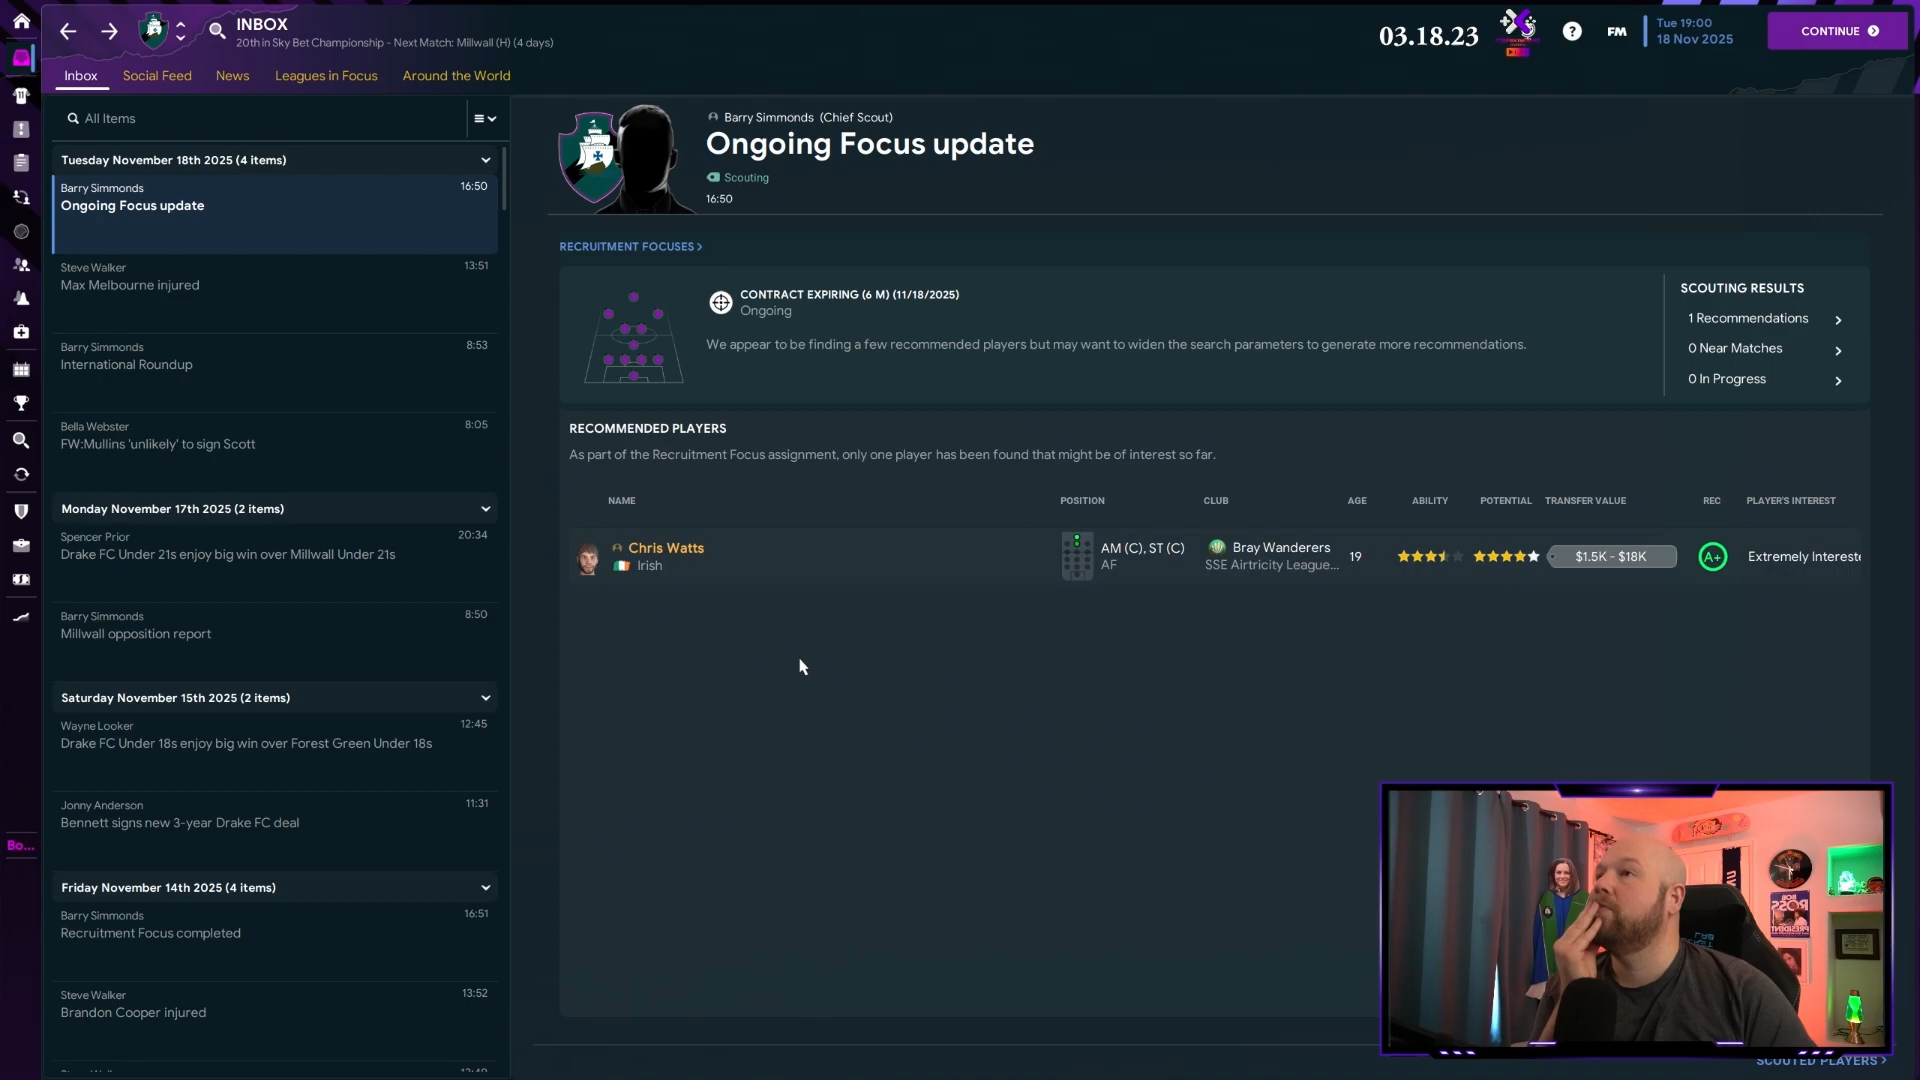 INBOX
20th in Sky Bet Championship - Next Match: Millwall (H) (4 days)
03.18.23
FM
Tue 19:00
18 Nov 2025
CONTINUE
Inbox
Social Feed
News
Leagues in Focus
Around the World
All Items
Tuesday November 18th 2025 (4 items)
Barry Simmonds 16:50
Ongoing Focus update
Steve Walker 13:51
Max Melbourne injured
Barry Simmonds 8:53
International Roundup
Bella Webster 8:05
FW:Mullins 'unlikely' to sign Scott
Monday November 17th 2025 (2 items)
Spencer Prior 20:34
Drake FC Under 21s enjoy big win over Millwall Under 21s
Barry Simmonds 8:50
Millwall opposition report
Saturday November 15th 2025 (2 items)
Wayne Looker 12:45
Drake FC Under 18s enjoy big win over Forest Green Under 18s
Jonny Anderson 11:31
Bennett signs new 3-year Drake FC deal
Friday November 14th 2025 (4 items)
Barry Simmonds 16:51
Recruitment Focus completed
Steve Walker 13:52
Brandon Cooper injured
Bo...
Barry Simmonds (Chief Scout)
Ongoing Focus update
Scouting
16:50
RECRUITMENT FOCUSES >
CONTRACT EXPIRING (6 M) (11/18/2025)
Ongoing
We appear to be finding a few recommended players but may want to widen the search parameters to generate more recommendations.
SCOUTING RESULTS
1 Recommendations
0 Near Matches
0 In Progress
RECOMMENDED PLAYERS
As part of the Recruitment Focus assignment, only one player has been found that might be of interest so far.
NAME POSITION CLUB AGE ABILITY POTENTIAL TRANSFER VALUE REC PLAYER'S INTEREST
Chris Watts
Irish
AM (C), ST (C)
AF
Bray Wanderers
SSE Airtricity League...
19
$1.5K - $18K
A+
Extremely Intereste
SCOUTED PLAYERS >